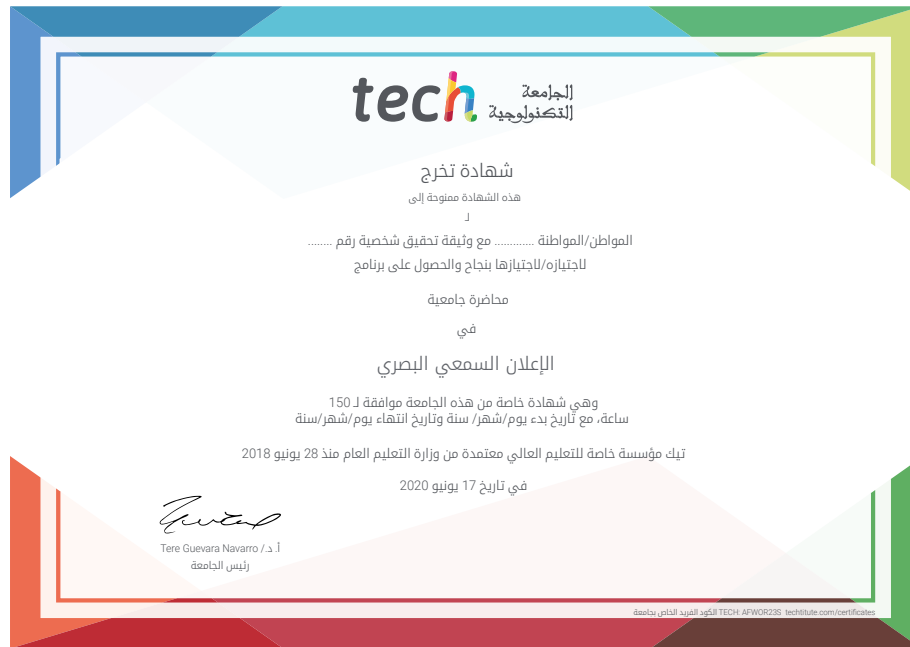 tech
الجامعة
التكنولوجية
شهادة تخرج
هذه الشهادة ممنوحة إلى
لـ
المواطن/المواطنة ............ مع وثيقة تحقيق شخصية رقم ........
لاجتيازه/لاجتيازها بنجاح والحصول على برنامج
محاضرة جامعية
في
الإعلان السمعي البصري
وهي شهادة خاصة من هذه الجامعة موافقة لـ 150
ساعة، مع تاريخ بدء يوم/شهر/ سنة وتاريخ انتهاء يوم/شهر/سنة
تيك مؤسسة خاصة للتعليم العالي معتمدة من وزارة التعليم العام منذ 28 يونيو 2018
في تاريخ 17 يونيو 2020
أ. د./ Tere Guevara Navarro
رئيس الجامعة
الكود الفريد الخاص بجامعة TECH: AFWOR23S techtitute.com/certificates